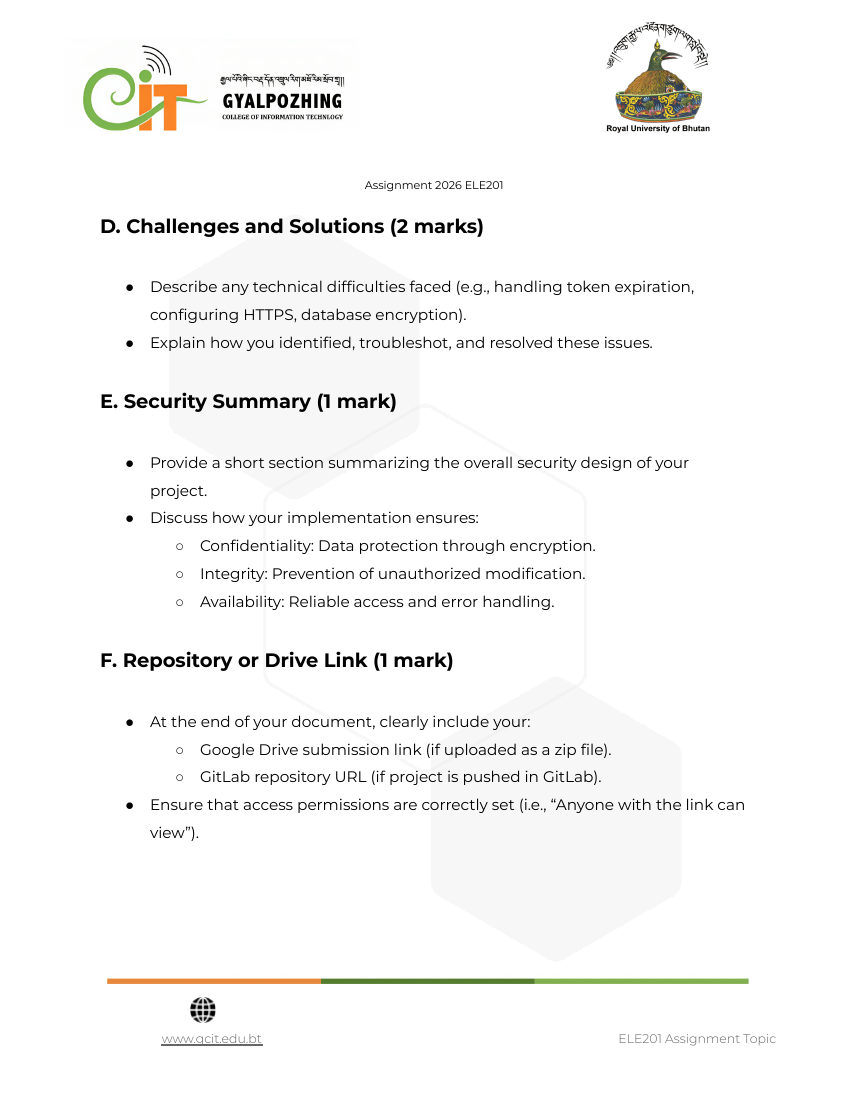 CiT
GYALPOZHING
COLLEGE OF INFORMATION TECHNLOGY
Royal University of Bhutan
Assignment 2026 ELE201
D. Challenges and Solutions (2 marks)
● Describe any technical difficulties faced (e.g., handling token expiration,
configuring HTTPS, database encryption).
● Explain how you identified, troubleshot, and resolved these issues.
E. Security Summary (1 mark)
● Provide a short section summarizing the overall security design of your
project.
● Discuss how your implementation ensures:
○ Confidentiality: Data protection through encryption.
○ Integrity: Prevention of unauthorized modification.
○ Availability: Reliable access and error handling.
F. Repository or Drive Link (1 mark)
● At the end of your document, clearly include your:
○ Google Drive submission link (if uploaded as a zip file).
○ GitLab repository URL (if project is pushed in GitLab).
● Ensure that access permissions are correctly set (i.e., “Anyone with the link can
view”).
www.gcit.edu.bt
ELE201 Assignment Topic